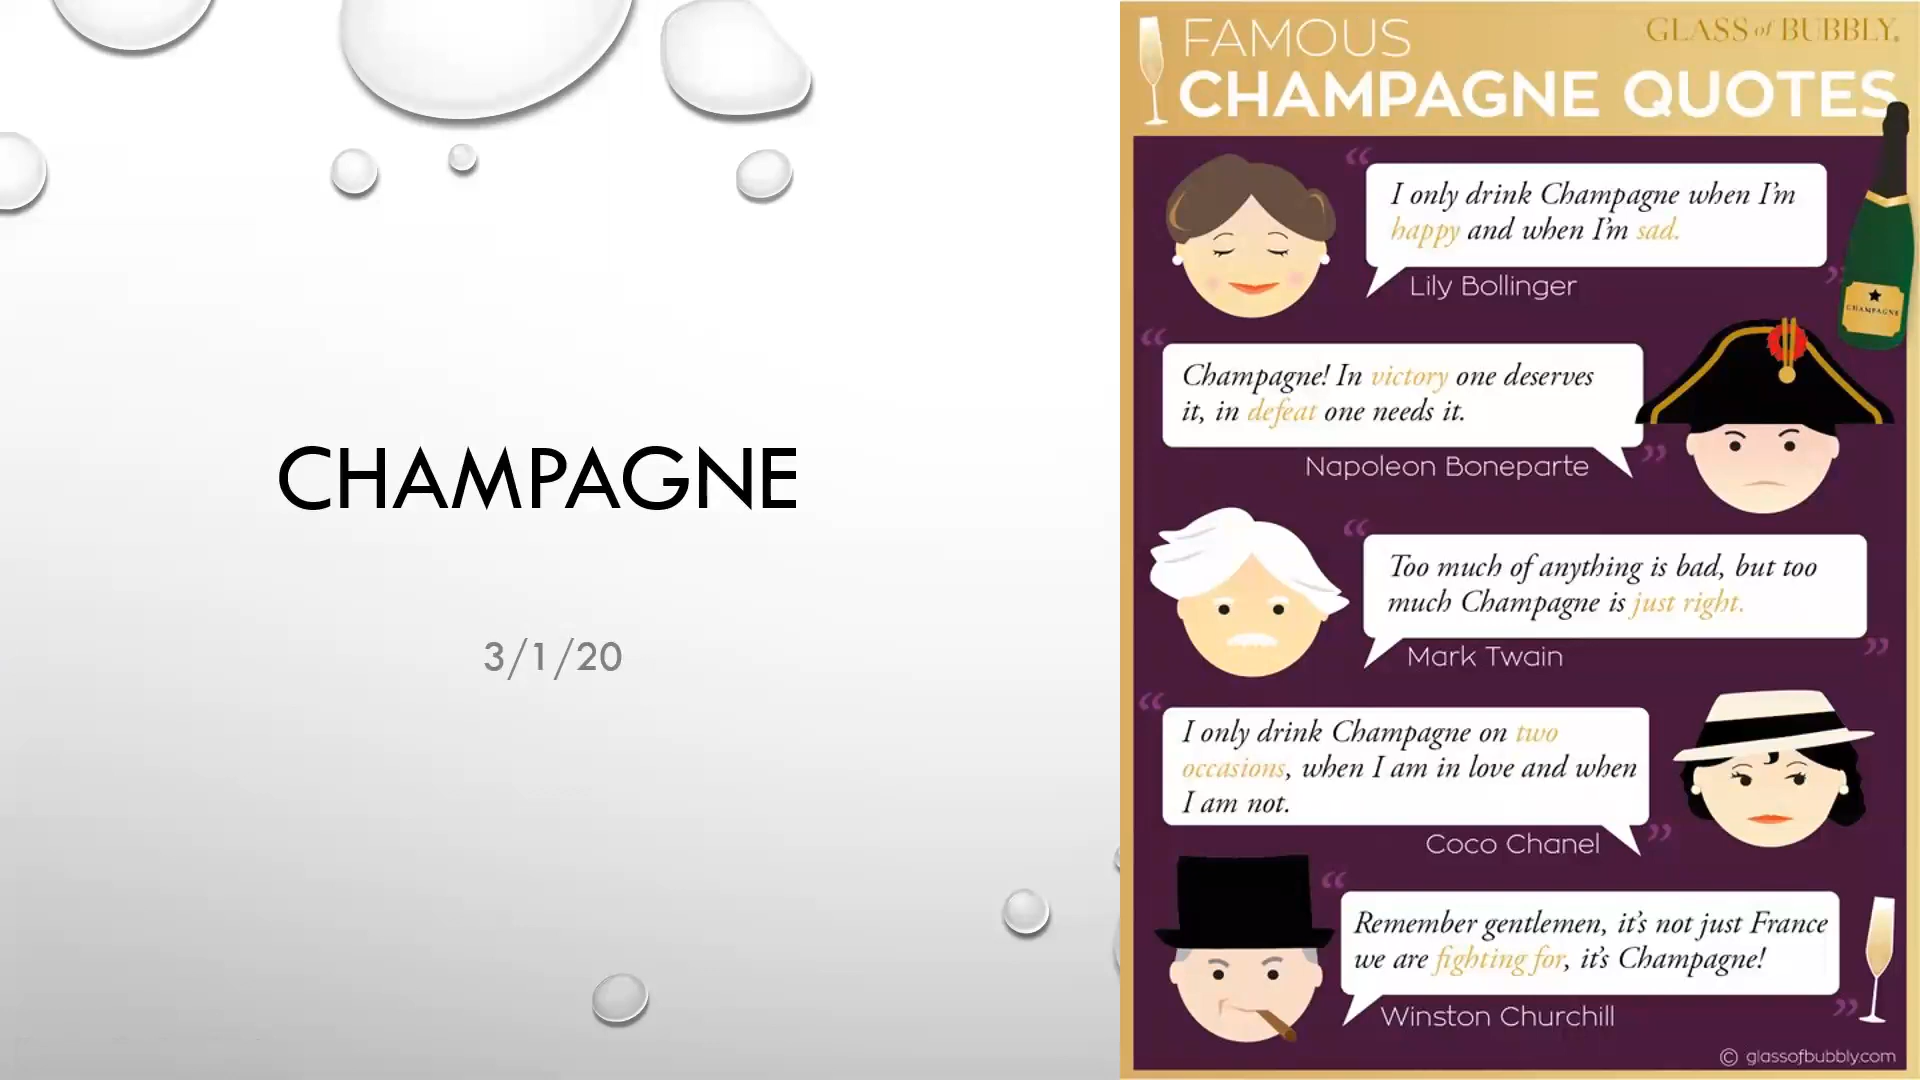 CHAMPAGNE
3/1/20
GLASS of BUBBLY.
FAMOUS
CHAMPAGNE QUOTES
“
I only drink Champagne when I'm
happy and when I'm sad.
”
Lily Bollinger
CHAMPAGNE
“
Champagne! In victory one deserves
it, in defeat one needs it.
”
Napoleon Boneparte
“
Too much of anything is bad, but too
much Champagne is just right.
”
Mark Twain
“
I only drink Champagne on two
occasions, when I am in love and when
I am not.
”
Coco Chanel
“
Remember gentlemen, it's not just France
we are fighting for, it's Champagne!
”
Winston Churchill
© glassofbubbly.com